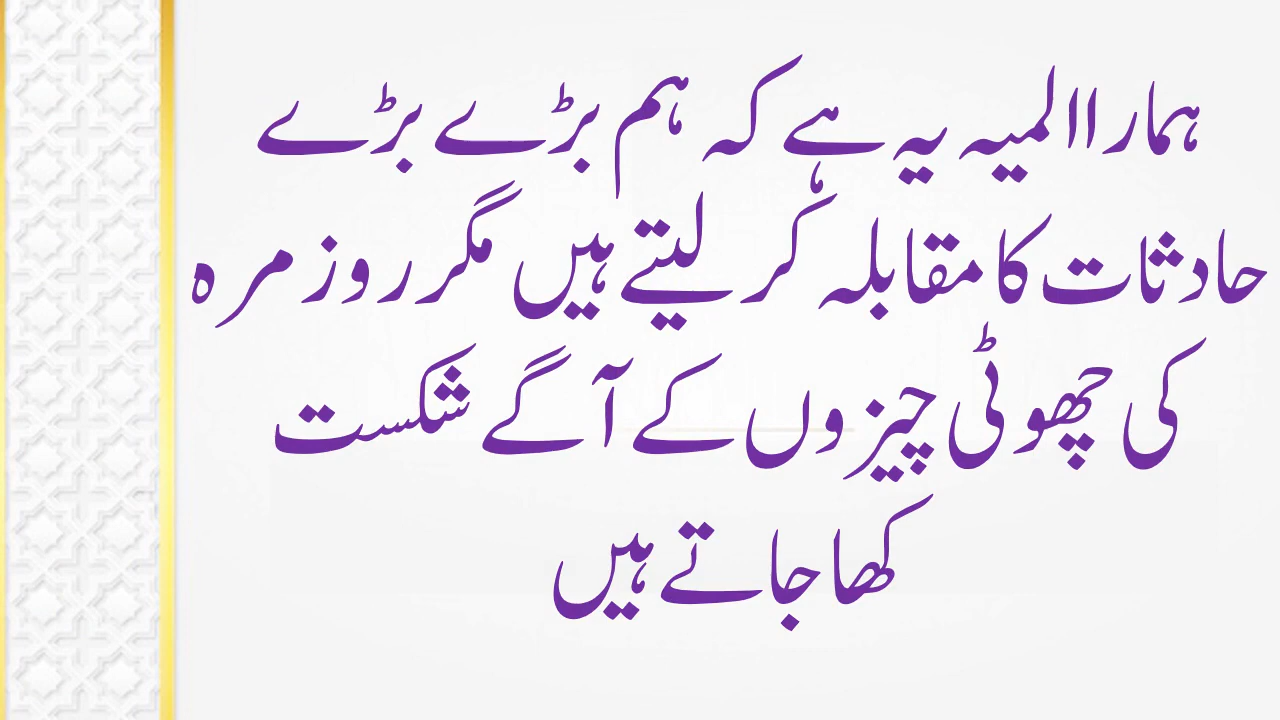 ہمارا المیہ یہ ہے کہ ہم بڑے بڑے
حادثات کا مقابلہ کر لیتے ہیں مگر روز مرہ
کی چھوٹی چیزوں کے آگے شکست
کھا جاتے ہیں